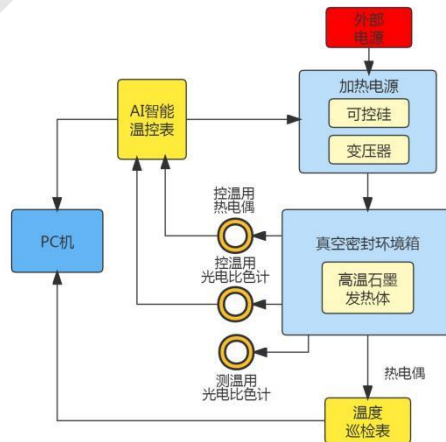 外部
电源
加热电源
可控硅
变压器
AI智能
温控表
控温用
热电偶
PC机
真空密封环境箱
高温石墨
发热体
控温用
光电比色计
测温用
光电比色计
热电偶
温度
巡检表